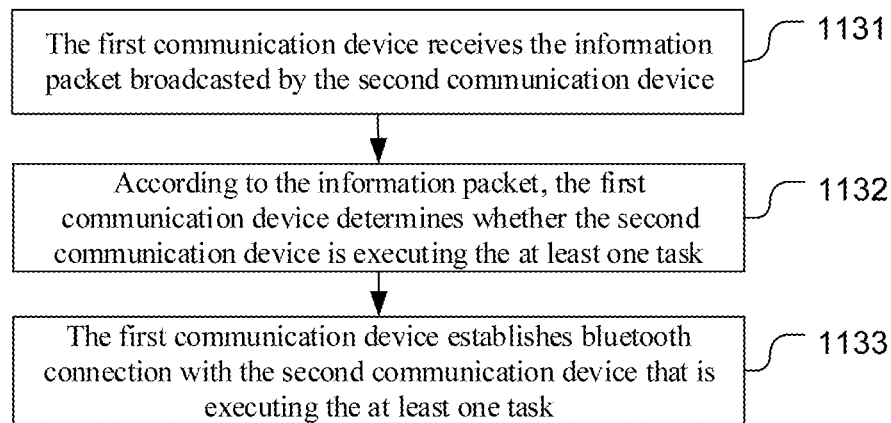 The first communication device receives the information
packet broadcasted by the second communication device
1131
According to the information packet, the first
communication device determines whether the second
communication device is executing the at least one task
1132
The first communication device establishes bluetooth
connection with the second communication device that is
executing the at least one task
1133